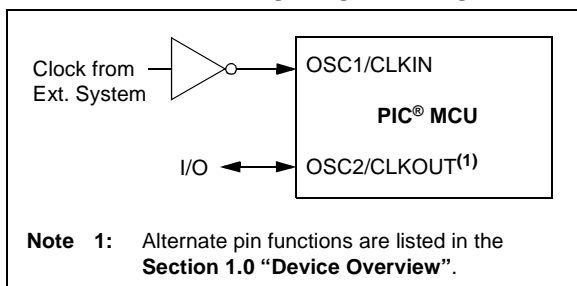 Clock from
Ext. System
OSC1/CLKIN
PIC® MCU
I/O
OSC2/CLKOUT(1)
Note 1: Alternate pin functions are listed in the
Section 1.0 “Device Overview”.